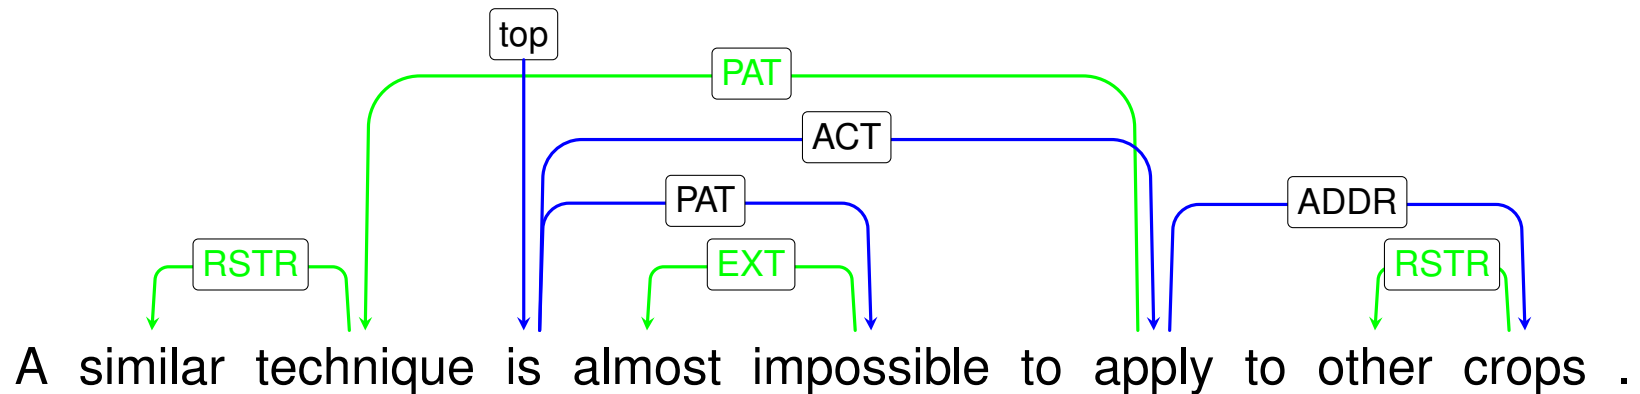 top
PAT
ACT
PAT
ADDR
RSTR
EXT
RSTR
A similar technique is almost impossible to apply to other crops .